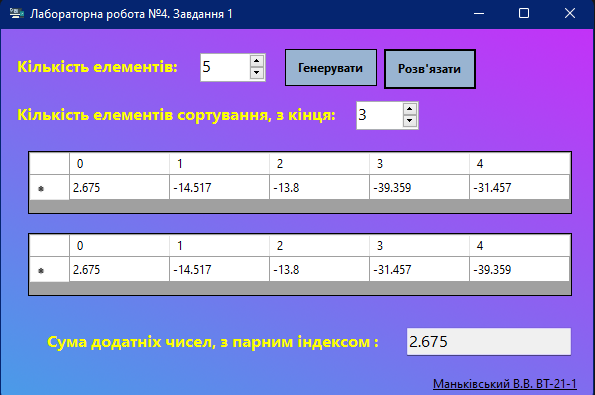 Лабораторна робота №4. Завдання 1
Кількість елементів: 5 Генерувати Розв'язати
Кількість елементів сортування, з кінця: 3
0 1 2 3 4
2.675 -14.517 -13.8 -39.359 -31.457
0 1 2 3 4
2.675 -14.517 -13.8 -31.457 -39.359
Сума додатніх чисел, з парним індексом : 2.675
Маньківський В.В. ВТ-21-1